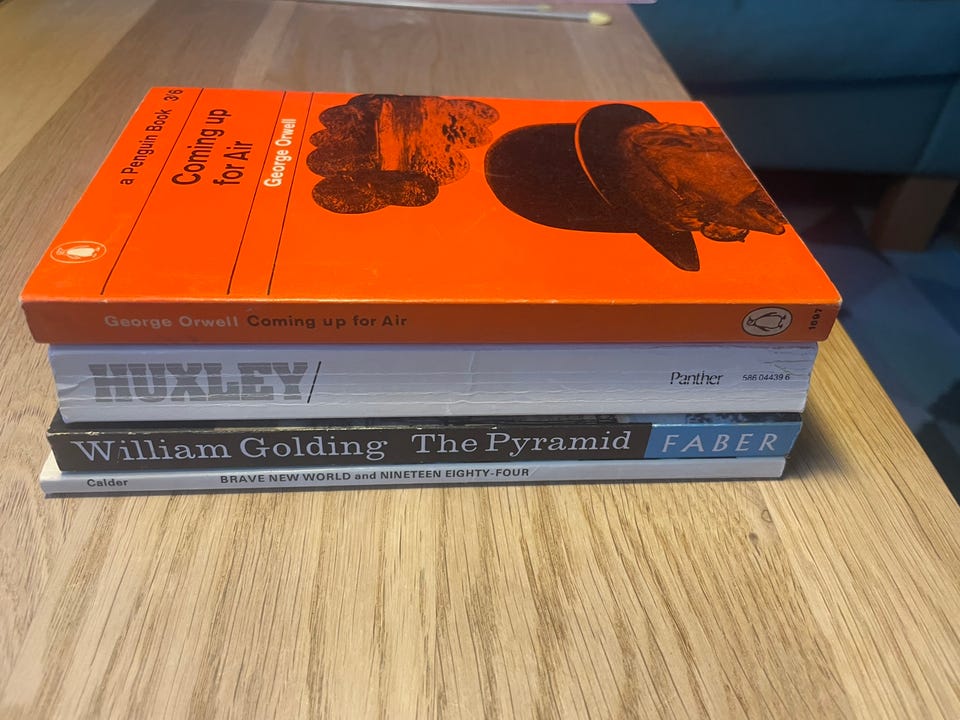 a Penguin Book 3'6
Coming up
for Air
George Orwell
George Orwell Coming up for Air
1697
HUXLEY/
Panther 586 04439 6
William Golding The Pyramid FABER
Calder BRAVE NEW WORLD and NINETEEN EIGHTY-FOUR